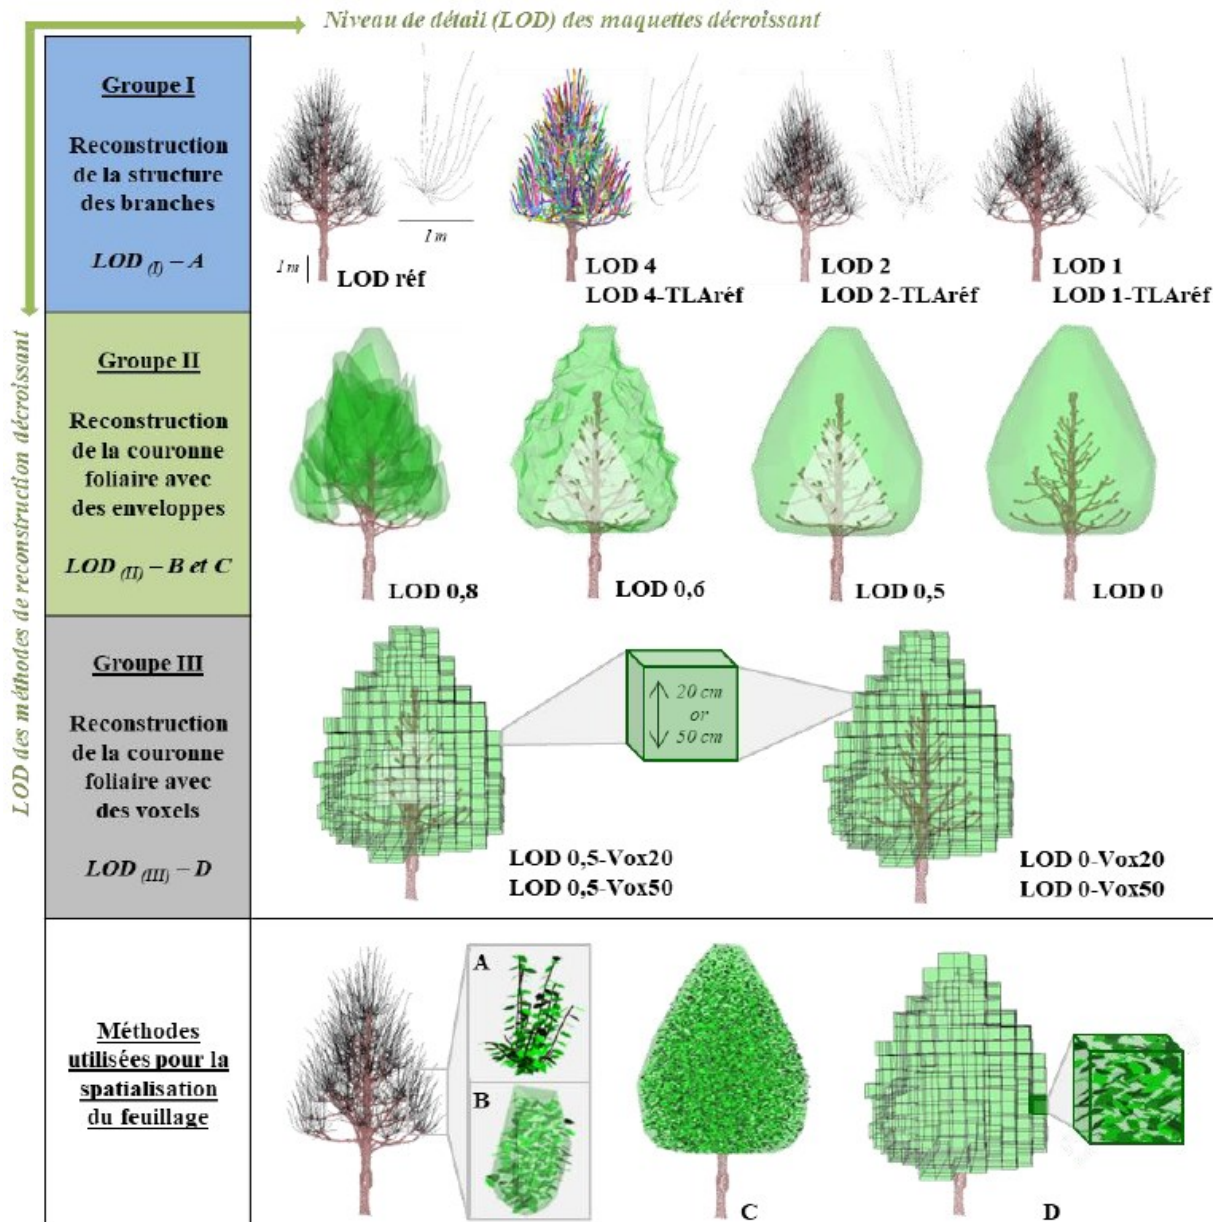 Niveau de détail (LOD) des maquettes décroissant
LOD des méthodes de reconstruction décroissant
Groupe I
Reconstruction
de la structure
des branches
LOD (I) – A
1 m
1 m
LOD réf
LOD 4
LOD 4-TLAréf
LOD 2
LOD 2-TLAréf
LOD 1
LOD 1-TLAréf
Groupe II
Reconstruction
de la couronne
foliaire avec
des enveloppes
LOD (II) – B et C
LOD 0,8
LOD 0,6
LOD 0,5
LOD 0
Groupe III
Reconstruction
de la couronne
foliaire avec
des voxels
LOD (III) – D
20 cm
or
50 cm
LOD 0,5-Vox20
LOD 0,5-Vox50
LOD 0-Vox20
LOD 0-Vox50
Méthodes
utilisées pour la
spatialisation
du feuillage
A
B
C
D